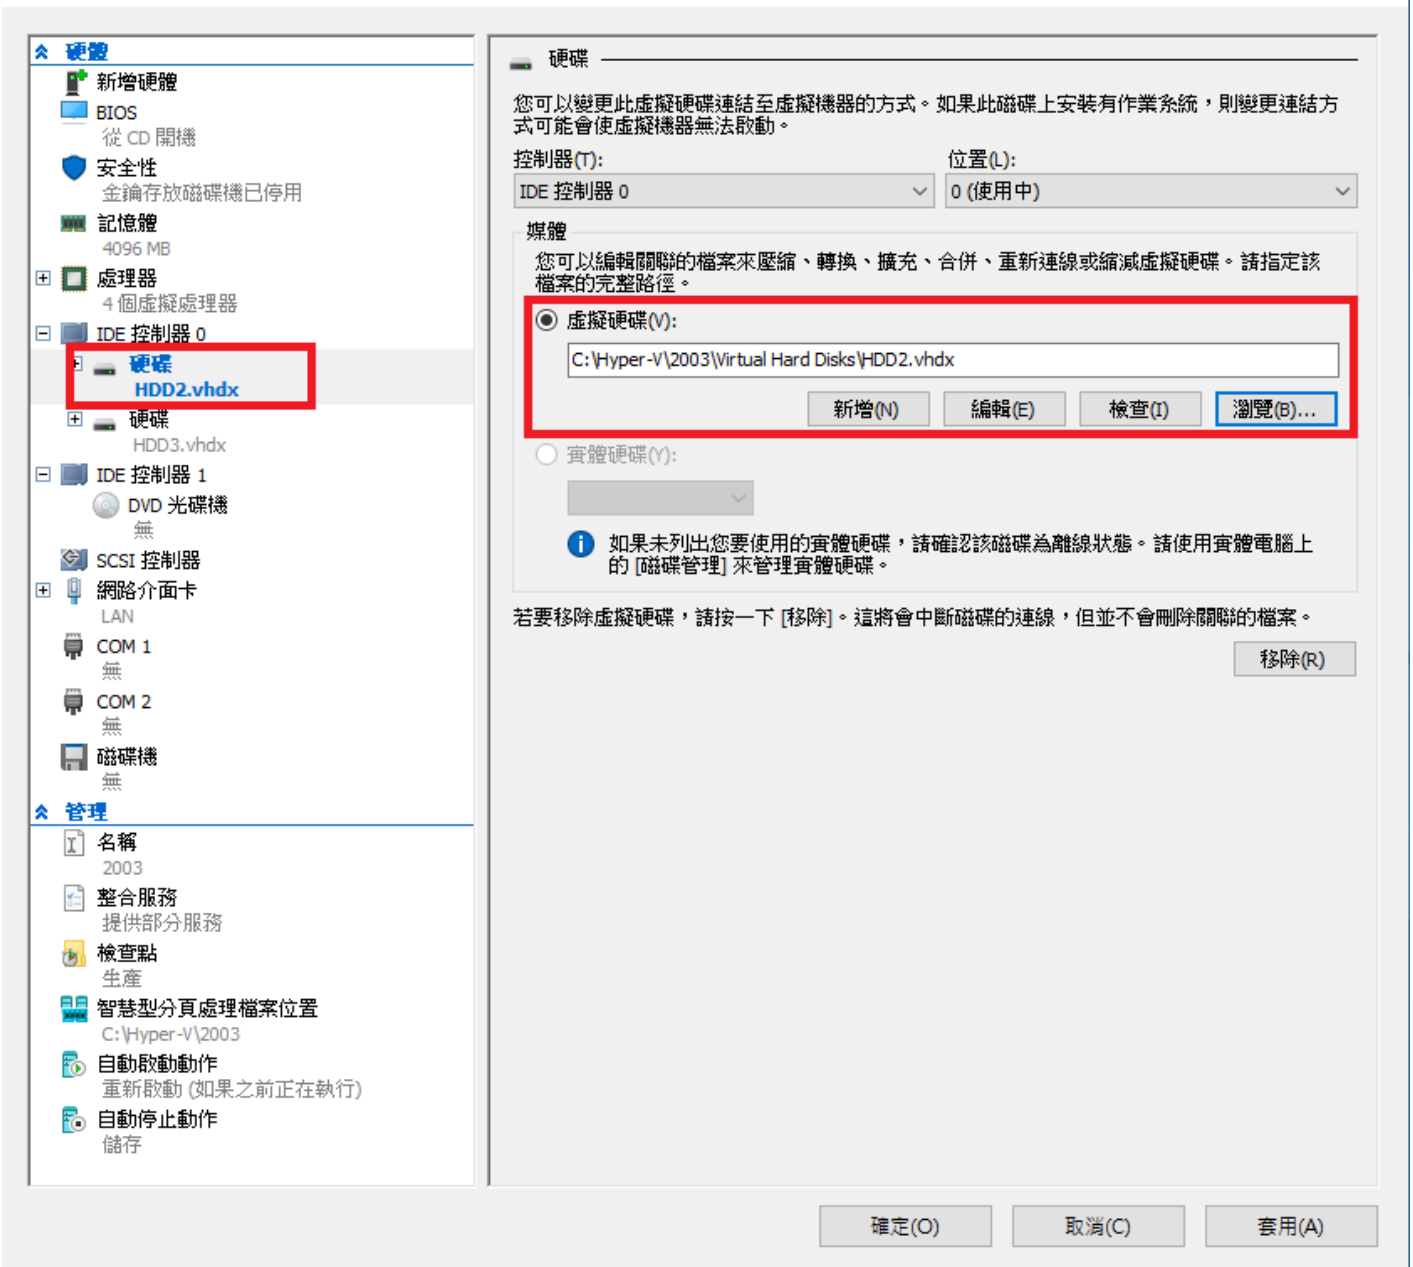 硬體
新增硬體
BIOS
從 CD 開機
安全性
金鑰存放磁碟機已停用
記憶體
4096 MB
處理器
4 個虛擬處理器
IDE 控制器 0
硬碟
HDD2.vhdx
硬碟
HDD3.vhdx
IDE 控制器 1
DVD 光碟機
無
SCSI 控制器
網路介面卡
LAN
COM 1
無
COM 2
無
磁碟機
無
管理
名稱
2003
整合服務
提供部分服務
檢查點
生產
智慧型分頁處理檔案位置
C:\Hyper-V\2003
自動啟動動作
重新啟動 (如果之前正在執行)
自動停止動作
儲存
硬碟
您可以變更此虛擬硬碟連結至虛擬機器的方式。如果此磁碟上安裝有作業系統，則變更連結方
式可能會使虛擬機器無法啟動。
控制器(T): 位置(L):
IDE 控制器 0 0 (使用中)
媒體
您可以編輯關聯的檔案來壓縮、轉換、擴充、合併、重新連線或縮減虛擬硬碟。請指定該
檔案的完整路徑。
虛擬硬碟(V):
C:\Hyper-V\2003\Virtual Hard Disks\HDD2.vhdx
新增(N) 編輯(E) 檢查(I) 瀏覽(B)...
實體硬碟(Y):
如果未列出您要使用的實體硬碟，請確認該磁碟為離線狀態。請使用實體電腦上
的 [磁碟管理] 來管理實體硬碟。
若要移除虛擬硬碟，請按一下 [移除]。這將會中斷磁碟的連線，但並不會刪除關聯的檔案。
移除(R)
確定(O) 取消(C) 套用(A)